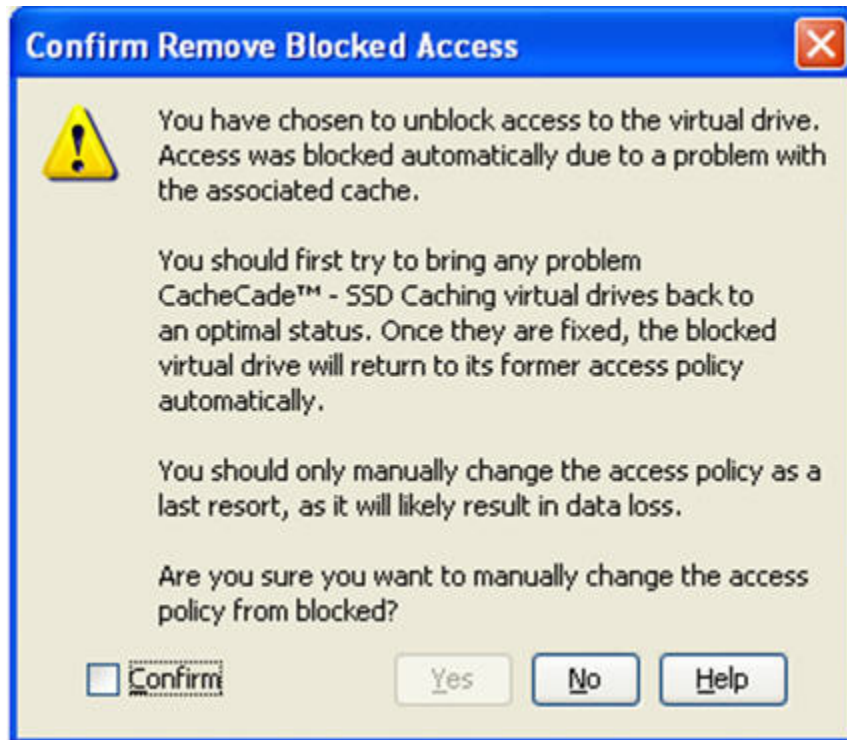 Confirm Remove Blocked Access
You have chosen to unblock access to the virtual drive.
Access was blocked automatically due to a problem with
the associated cache.
You should first try to bring any problem
CacheCade™ - SSD Caching virtual drives back to
an optimal status. Once they are fixed, the blocked
virtual drive will return to its former access policy
automatically.
You should only manually change the access policy as a
last resort, as it will likely result in data loss.
Are you sure you want to manually change the access
policy from blocked?
Confirm Yes No Help